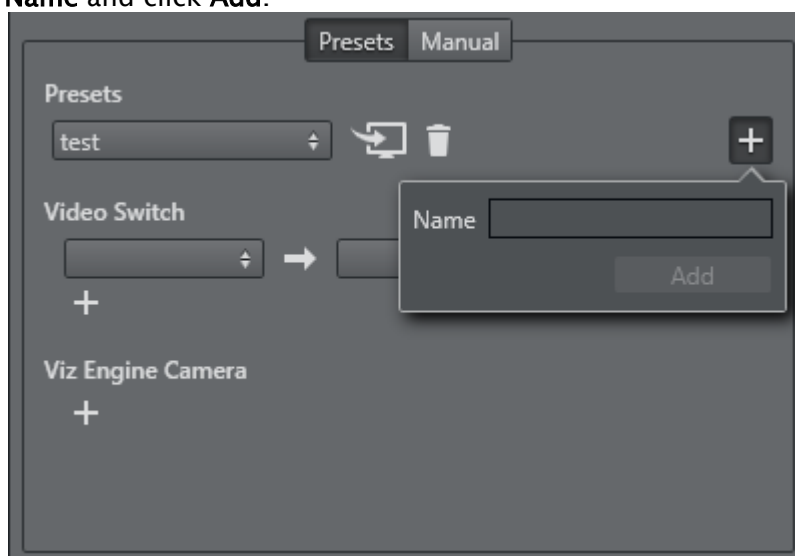 Name and click Add.
Presets Manual
Presets
test
Video Switch
Name
Add
Viz Engine Camera